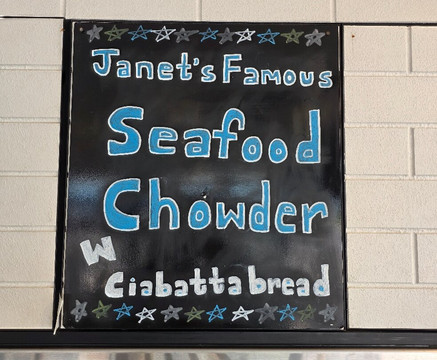 Janet's Famous
Seafood
Chowder
W
Ciabatta bread